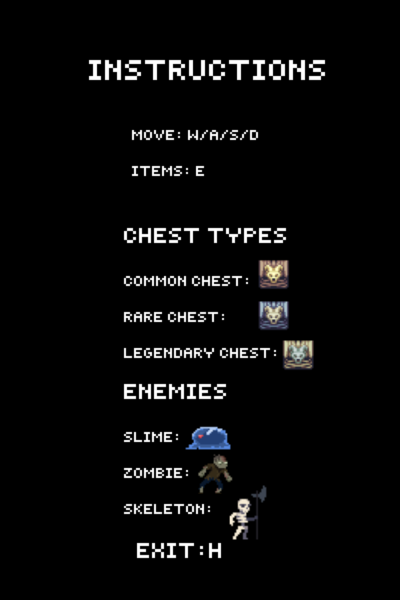 INSTRUCTIONS
MOVE: W/A/S/D
ITEMS: E
CHEST TYPES
COMMON CHEST:
RARE CHEST:
LEGENDARY CHEST:
ENEMIES
SLIME:
ZOMBIE:
SKELETON:
EXIT:H